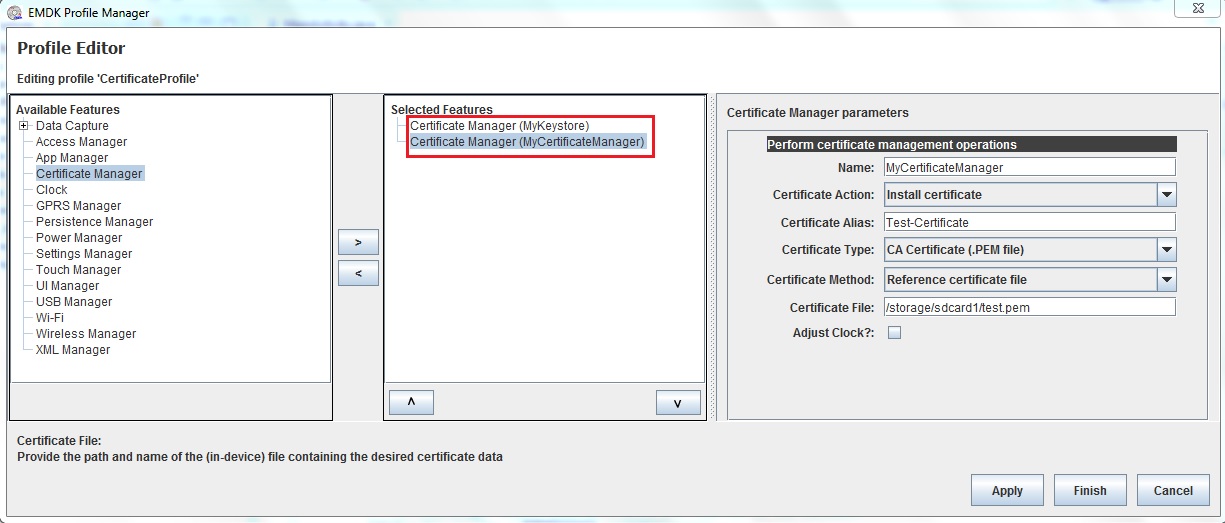 EMDK Profile Manager
Profile Editor
Editing profile 'CertificateProfile'
Available Features
Data Capture
Access Manager
App Manager
Certificate Manager
Clock
GPRS Manager
Persistence Manager
Power Manager
Settings Manager
Touch Manager
UI Manager
USB Manager
Wi-Fi
Wireless Manager
XML Manager
>
<
Selected Features
Certificate Manager (MyKeystore)
Certificate Manager (MyCertificateManager)
^
v
Certificate Manager parameters
Perform certificate management operations
Name: MyCertificateManager
Certificate Action: Install certificate
Certificate Alias: Test-Certificate
Certificate Type: CA Certificate (.PEM file)
Certificate Method: Reference certificate file
Certificate File: /storage/sdcard1/test.pem
Adjust Clock?:
Certificate File:
Provide the path and name of the (in-device) file containing the desired certificate data
Apply Finish Cancel